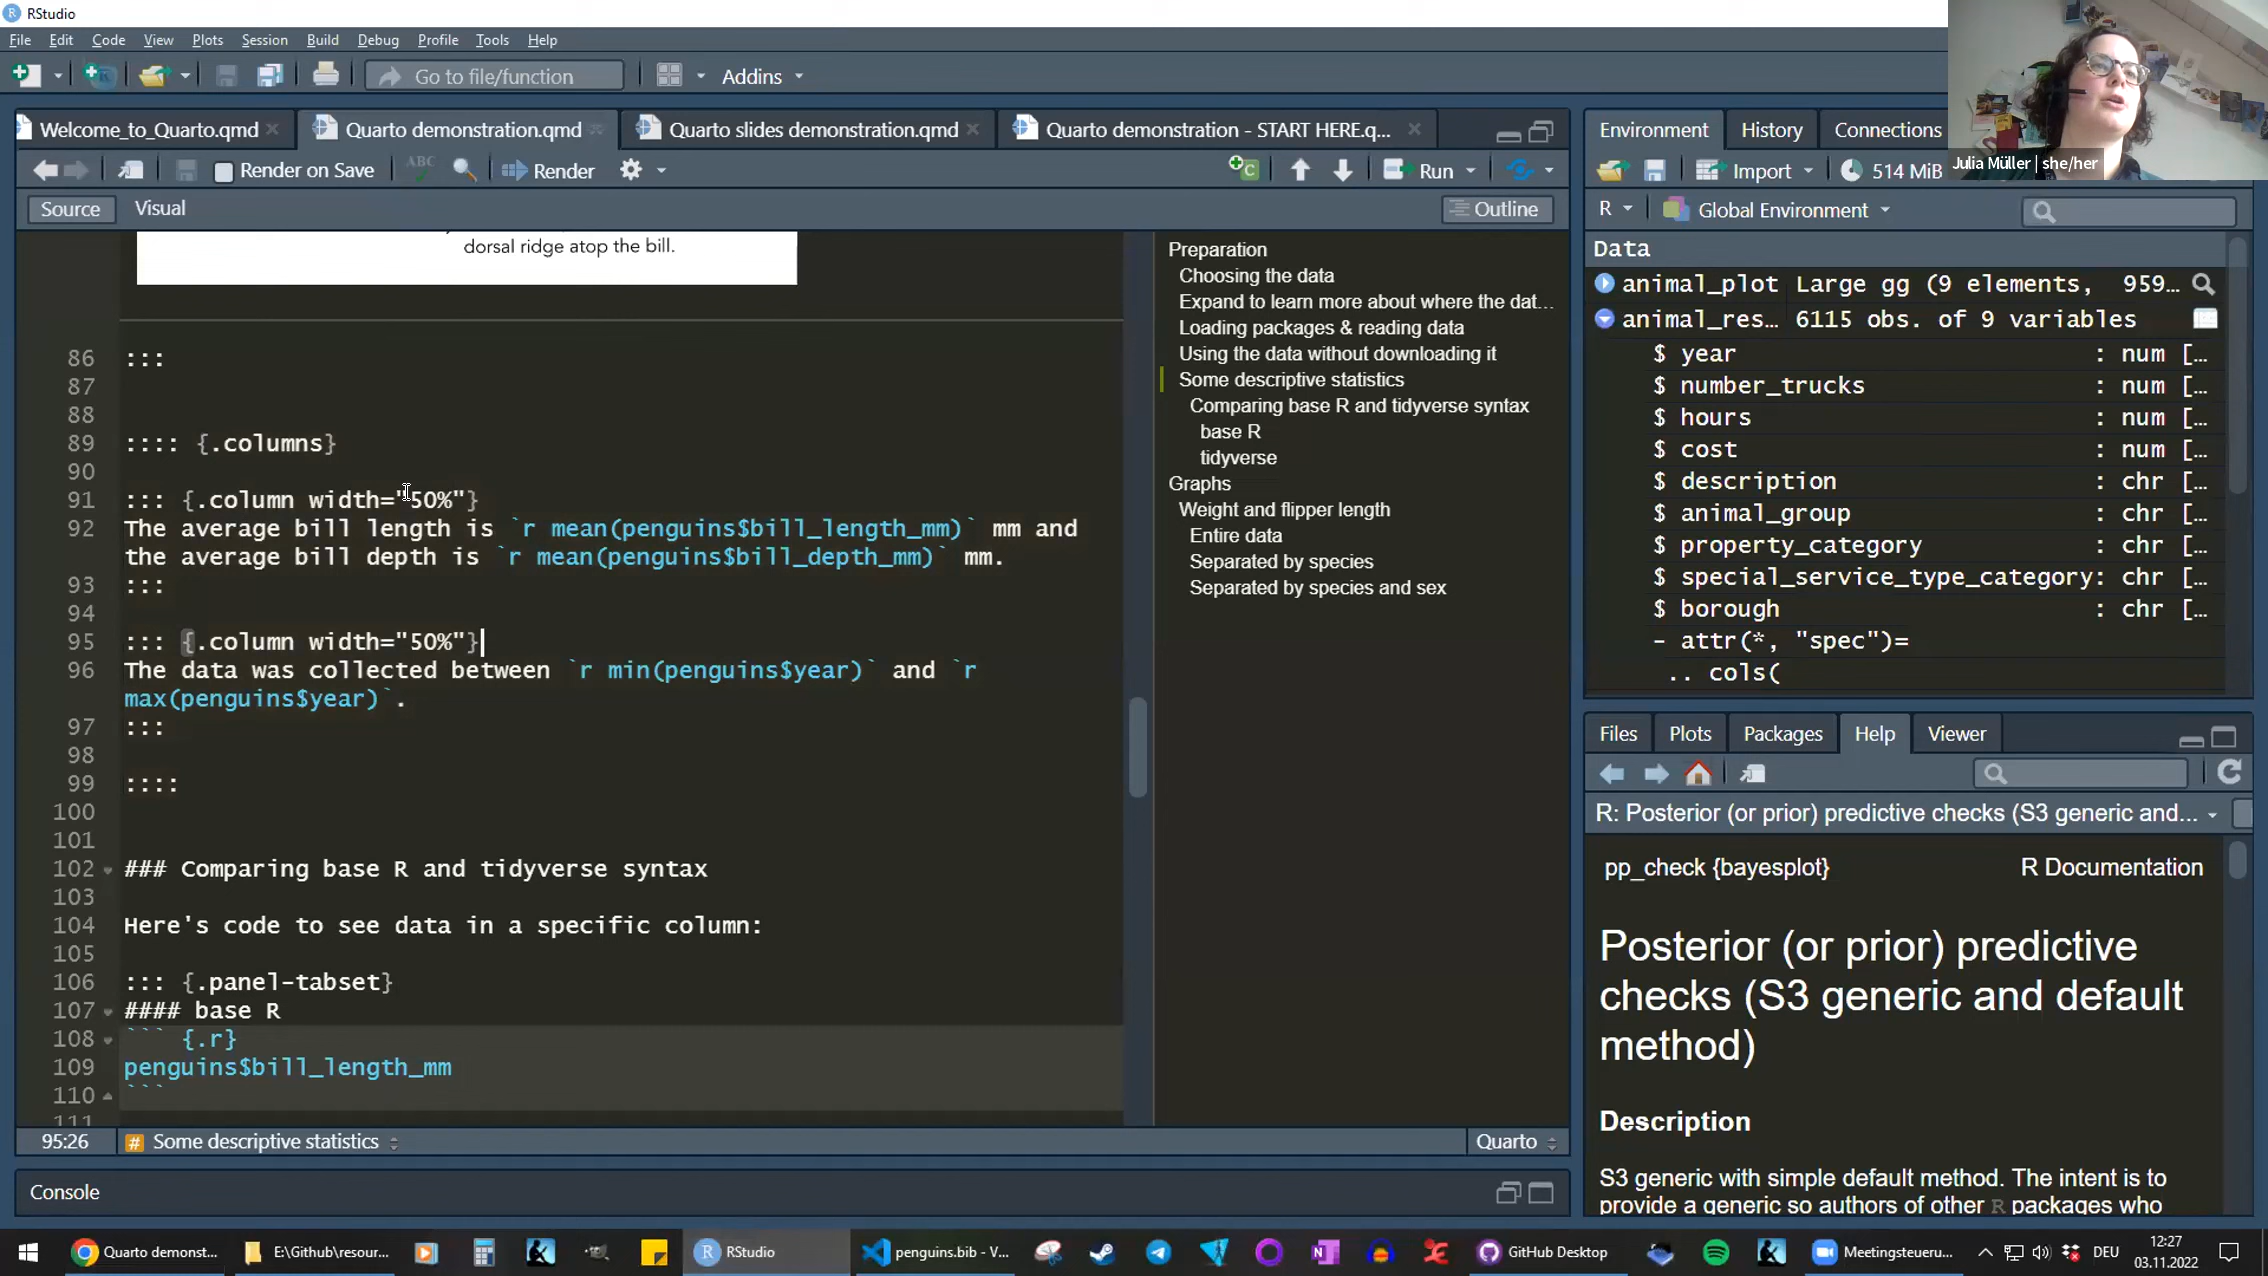 RStudio
File Edit Code View Plots Session Build Debug Profile Tools Help
Go to file/function Addins
Welcome_to_Quarto.qmd Quarto demonstration.qmd Quarto slides demonstration.qmd Quarto demonstration - START HERE.q...
Render on Save ABC Render Run
Source Visual Outline
dorsal ridge atop the bill.
86 :::
87
88
89 :::: {.columns}
90
91 ::: {.column width="50%"}
92 The average bill length is `r mean(penguins$bill_length_mm)` mm and
the average bill depth is `r mean(penguins$bill_depth_mm)` mm.
93 :::
94
95 ::: {.column width="50%"}
96 The data was collected between `r min(penguins$year)` and `r
max(penguins$year)`.
97 :::
98
99 ::::
100
101
102 ### Comparing base R and tidyverse syntax
103
104 Here's code to see data in a specific column:
105
106 ::: {.panel-tabset}
107 #### base R
108 ``` {.r}
109 penguins$bill_length_mm
110 ```
111
95:26 # Some descriptive statistics Quarto
Console
Preparation
Choosing the data
Expand to learn more about where the dat...
Loading packages & reading data
Using the data without downloading it
Some descriptive statistics
Comparing base R and tidyverse syntax
base R
tidyverse
Graphs
Weight and flipper length
Entire data
Separated by species
Separated by species and sex
Environment History Connections
Julia Müller | she/her
Import 514 MiB
R Global Environment
Data
animal_plot Large gg (9 elements, 959...
animal_res... 6115 obs. of 9 variables
$ year : num [...
$ number_trucks : num [...
$ hours : num [...
$ cost : num [...
$ description : chr [...
$ animal_group : chr [...
$ property_category : chr [...
$ special_service_type_category: chr [...
$ borough : chr [...
- attr(*, "spec")=
.. cols(
Files Plots Packages Help Viewer
R: Posterior (or prior) predictive checks (S3 generic and...
pp_check {bayesplot} R Documentation
Posterior (or prior) predictive
checks (S3 generic and default
method)
Description
S3 generic with simple default method. The intent is to
provide a generic so authors of other R packages who
Quarto demonst... E:\Github\resour... RStudio penguins.bib - V... GitHub Desktop Meetingsteueru... DEU 12:27
03.11.2022